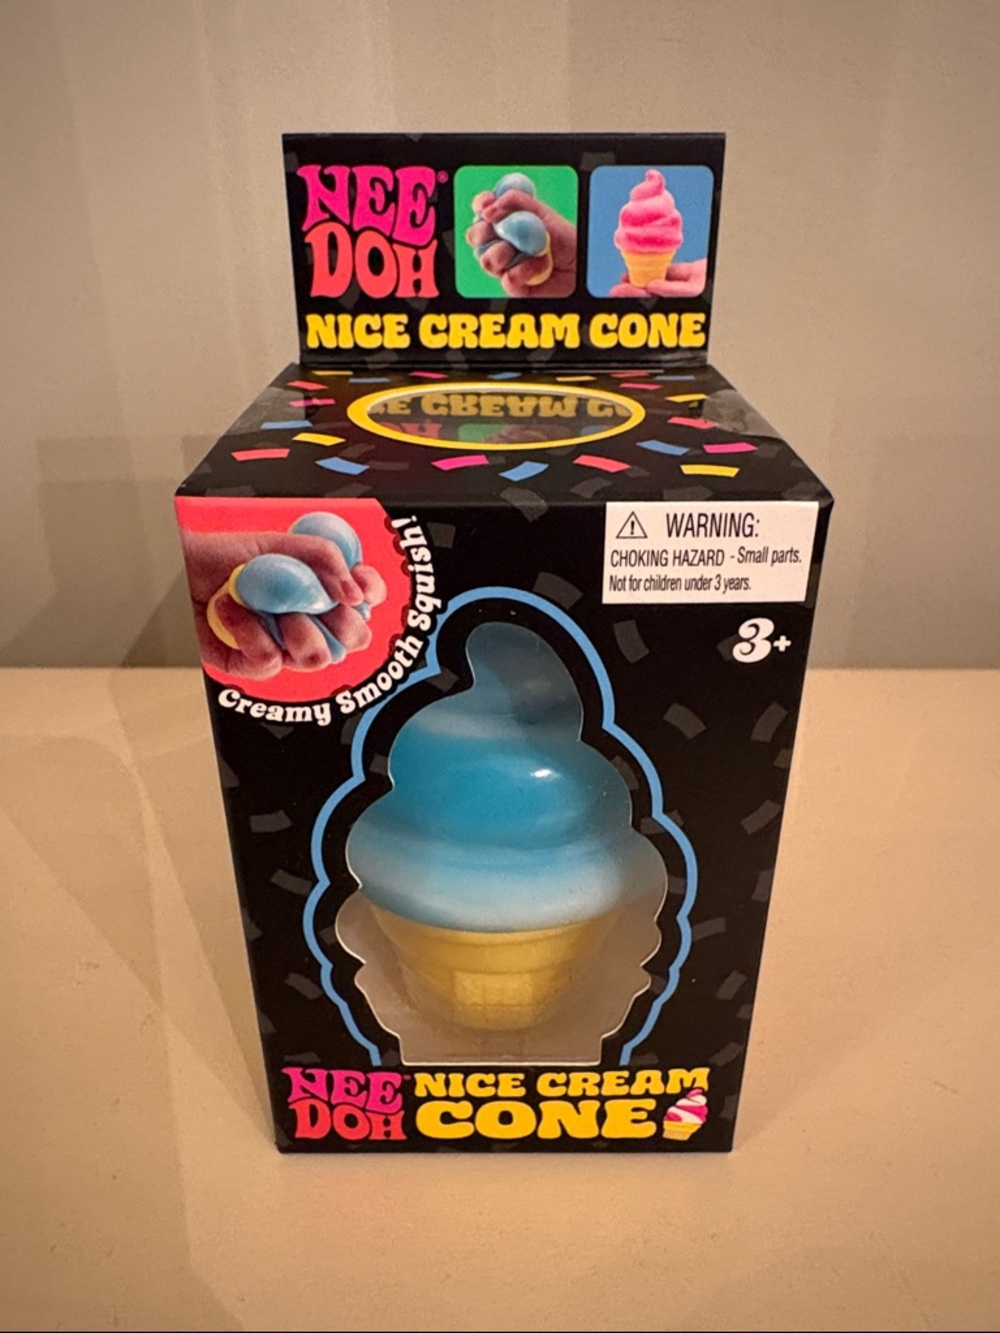 NEE®
DOH
NICE CREAM CONE
CREAM
Creamy Smooth Squish!
WARNING:
CHOKING HAZARD - Small parts.
Not for children under 3 years.
3+
NEE
DOH
NICE CREAM
CONE